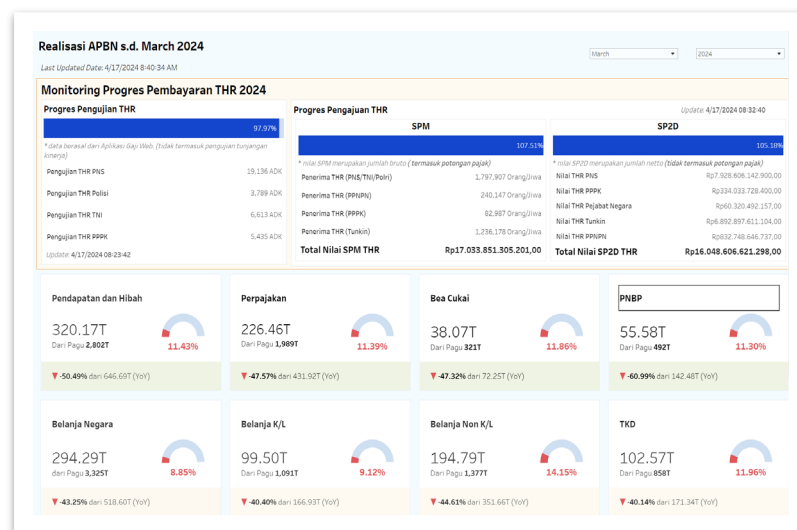 Realisasi APBN s.d. March 2024
March
2024
Last Updated Date: 4/17/2024 8:40:34 AM
Monitoring Progres Pembayaran THR 2024
Progres Pengujian THR
97.97%
* data berasal dari Aplikasi Gaji Web. (tidak termasuk pengujian tunjangan
kinerja)
Pengujian THR PNS 19,136 ADK
Pengujian THR Polisi 3,789 ADK
Pengujian THR TNI 6,613 ADK
Pengujian THR PPPK 5,435 ADK
Update: 4/17/2024 08:23:42
Progres Pengajuan THR
Update: 4/17/2024 08:32:40
SPM
107.51%
* nilai SPM merupakan jumlah bruto ( termasuk potongan pajak)
Penerima THR (PNS/TNI/Polri) 1,797,907 Orang/Jiwa
Penerima THR (PPNPN) 240,147 Orang/Jiwa
Penerima THR (PPPK) 82,987 Orang/Jiwa
Penerima THR (Tunkin) 1,236,178 Orang/Jiwa
Total Nilai SPM THR Rp17.033.851.305.201,00
SP2D
105.18%
* nilai SP2D merupakan jumlah netto (tidak termasuk potongan pajak)
Nilai THR PNS Rp7.928.606.142.900,00
Nilai THR PPPK Rp334.033.728.400,00
Nilai THR Pejabat Negara Rp60.320.492.157,00
Nilai THR Tunkin Rp6.892.897.611.104,00
Nilai THR PPNPN Rp832.748.646.737,00
Total Nilai SP2D THR Rp16.048.606.621.298,00
Pendapatan dan Hibah
320.17T
Dari Pagu 2,802T
11.43%
▼ -50.49% dari 646.69T (YoY)
Perpajakan
226.46T
Dari Pagu 1,989T
11.39%
▼ -47.57% dari 431.92T (YoY)
Bea Cukai
38.07T
Dari Pagu 321T
11.86%
▼ -47.32% dari 72.25T (YoY)
PNBP
55.58T
Dari Pagu 492T
11.30%
▼ -60.99% dari 142.48T (YoY)
Belanja Negara
294.29T
dari Pagu 3,325T
8.85%
▼ -43.25% dari 518.60T (YoY)
Belanja K/L
99.50T
Dari Pagu 1,091T
9.12%
▼ -40.40% dari 166.93T (YoY)
Belanja Non K/L
194.79T
Dari Pagu 1,377T
14.15%
▼ -44.61% dari 351.66T (YoY)
TKD
102.57T
Dari Pagu 858T
11.96%
▼ -40.14% dari 171.34T (YoY)